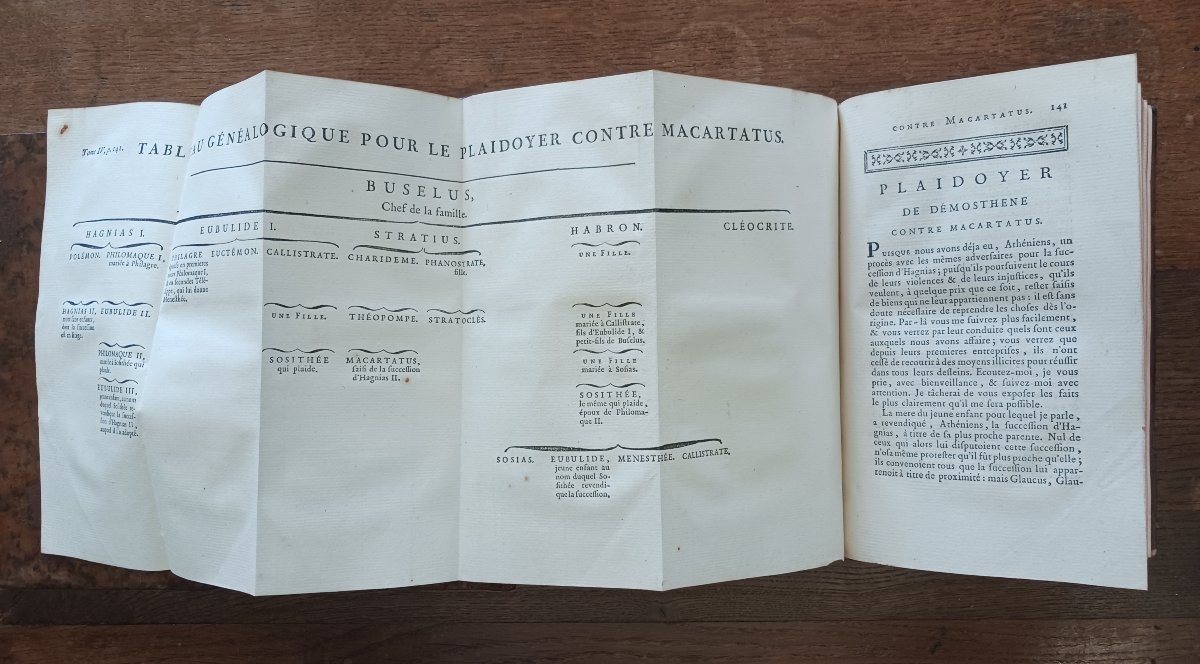 Tome IV, p. 141.
TABLEAU GÉNÉALOGIQUE POUR LE PLAIDOYER CONTRE MACARTATUS.
BUSELUS,
Chef de la famille.
HAGNIAS I.
EUBULIDE I.
STRATIUS.
HABRON.
CLÉOCRITE.
POLÉMON.
PHILOMAQUE I,
mariée à Philagre.
PHILAGRE
EUCTÉMON.
CALLISTRATE.
CHARIDEME.
PHANOSTRATE,
fille.
UNE FILLE.
HAGNIAS II,
EUBULIDE II.
UNE FILLE.
THÉOPOMPE.
STRATOCLÈS.
UNE FILLE
mariée à Callistrate,
fils d'Eubulide I, &
petit-fils de Buselus.
PHILOMAQUE II,
SOSITHÉE
qui plaide.
MACARTATUS,
saisi de la succession
d'Hagnias II.
UNE FILLE
mariée à Sosias.
EUBULIDE III,
SOSITHÉE,
le même qui plaide,
époux de Philoma-
que II.
SOSIAS.
EUBULIDE,
jeune enfant au
nom duquel So-
sithée revendi-
que la succession,
MENESTHÉE.
CALLISTRATE,
CONTRE MACARTATUS. 141
PLAIDOYER
DE DÉMOSTHENE
CONTRE MACARTATUS.
PUISQUE nous avons déja eu, Athéniens, un
procès avec les mêmes adversaires pour la suc-
cession d'Hagnias; puisqu'ils poursuivent le cours
de leurs violences & de leurs injustices, qu'ils
veulent, à quelque prix que ce soit, rester saisis
de biens qui ne leur appartiennent pas: il est sans
doute nécessaire de reprendre les choses dès l'o-
rigine. Par-là vous me suivrez plus facilement,
& vous verrez par leur conduite quels sont ceux
auxquels nous avons affaire; vous verrez que
depuis leurs premieres entreprises, ils n'ont
cessé de recourir à des moyens illicites pour réussir
dans tous leurs desseins. Ecoutez-moi, je vous
prie, avec bienveillance, & suivez-moi avec
attention. Je tâcherai de vous exposer les faits
le plus clairement qu'il me sera possible.
La mere du jeune enfant pour lequel je parle,
a revendiqué, Athéniens, la succession d'Ha-
gnias, à titre de sa plus proche parente. Nul de
ceux qui alors lui disputoient cette succession,
n'osa même protester qu'il fût plus proche qu'elle;
ils convenoient tous que la succession lui appar-
tenoit à titre de proximité: mais Glaucus, Glau-